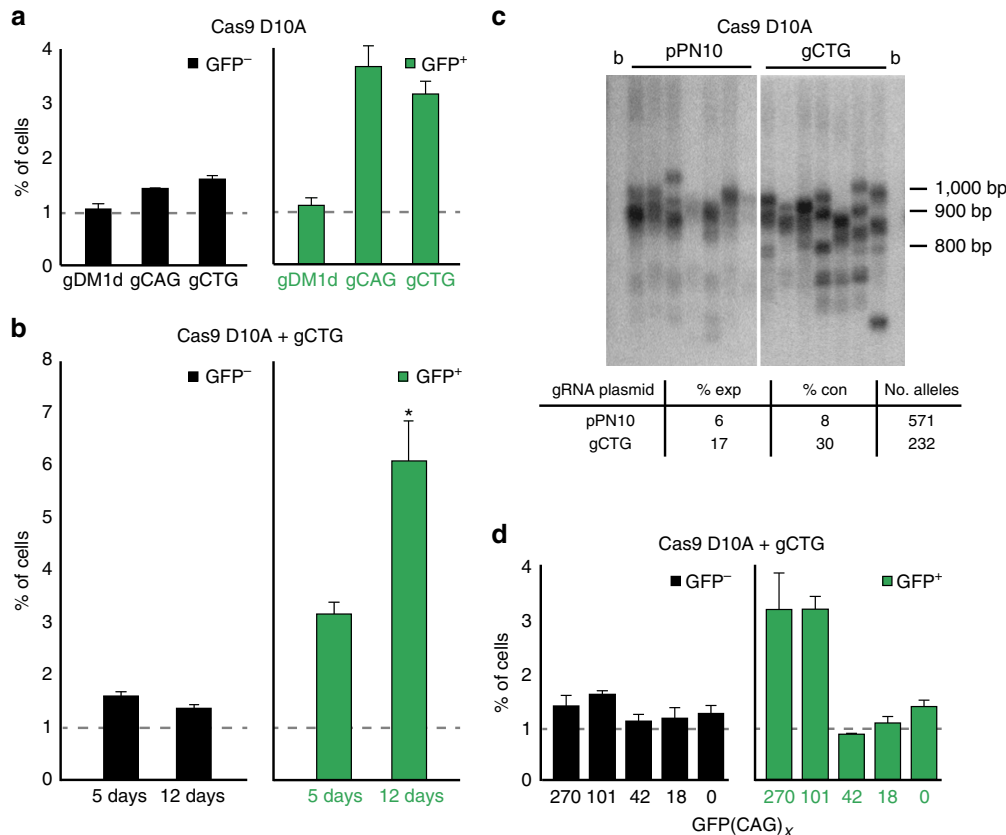 a
Cas9 D10A
4
3
2
1
0
% of cells
GFP⁻
GFP⁺
gDM1d gCAG gCTG
gDM1d gCAG gCTG
b
Cas9 D10A + gCTG
8
7
6
5
4
3
2
1
0
% of cells
GFP⁻
GFP⁺
*
5 days 12 days
5 days 12 days
c
Cas9 D10A
b pPN10 gCTG b
1,000 bp
900 bp
800 bp
gRNA plasmid % exp % con No. alleles
pPN10 6 8 571
gCTG 17 30 232
d
Cas9 D10A + gCTG
4
3
2
1
0
% of cells
GFP⁻
GFP⁺
270 101 42 18 0
270 101 42 18 0
GFP(CAG)X